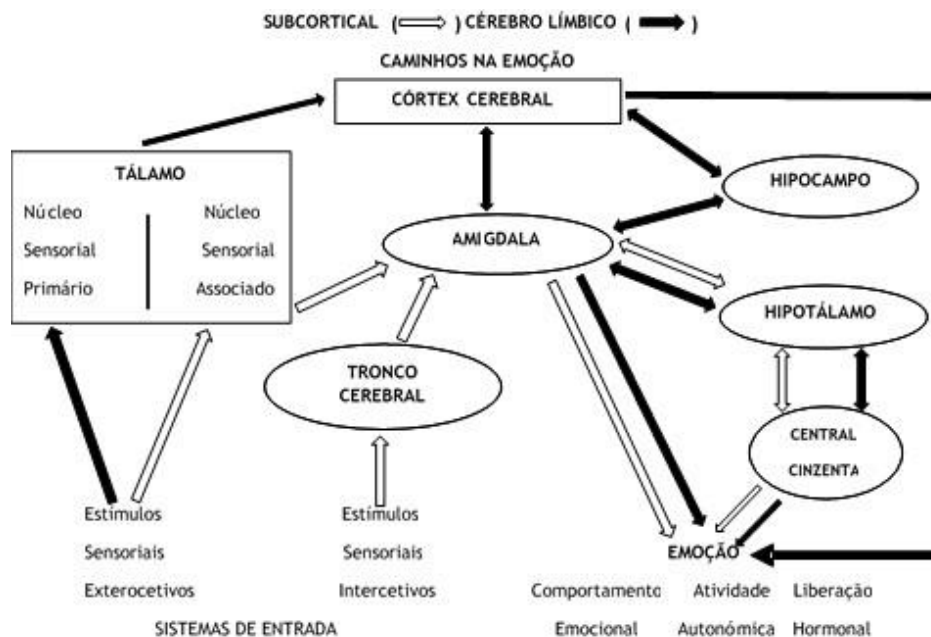 SUBCORTICAL ( ) CÉREBRO LÍMBICO ( )
CAMINHOS NA EMOÇÃO
CÓRTEX CEREBRAL
TÁLAMO
Núcleo
Sensorial
Primário
Núcleo
Sensorial
Associado
HIPOCAMPO
AMIGDALA
HIPOTÁLAMO
TRONCO
CEREBRAL
CENTRAL
CINZENTA
Estímulos
Sensoriais
Exterocetivos
Estímulos
Sensoriais
Intercetivos
EMOÇÃO
Comportamento
Emocional
Atividade
Autonómica
Liberação
Hormonal
SISTEMAS DE ENTRADA